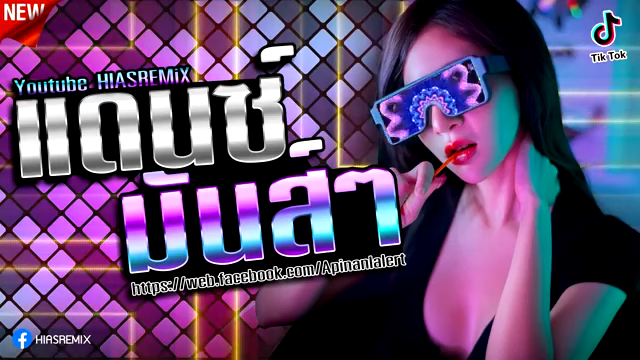 NEW
Tik Tok
Youtube HIASREMiX
แดนซ์
มันส์ๆ
https://web.facebook.com/Apinanlalert
HIASREMIX